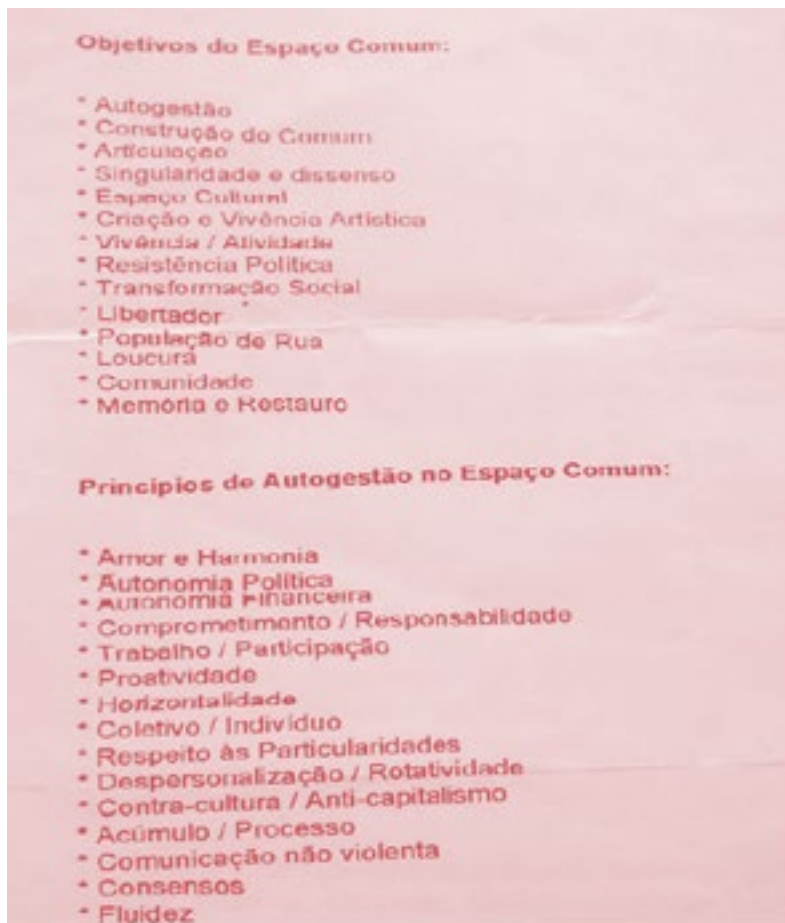 Objetivos do Espaço Comum:
* Autogestão
* Construção do Comum
* Articulação
* Singularidade e dissenso
* Espaço Cultural
* Criação e Vivência Artística
* Vivência / Atividade
* Resistência Política
* Transformação Social
* Libertador
* População de Rua
* Loucura
* Comunidade
* Memória e Restauro
Princípios de Autogestão no Espaço Comum:
* Amor e Harmonia
* Autonomia Política
* Autonomia Financeira
* Comprometimento / Responsabilidade
* Trabalho / Participação
* Proatividade
* Horizontalidade
* Coletivo / Indivíduo
* Respeito às Particularidades
* Despersonalização / Rotatividade
* Contra-cultura / Anti-capitalismo
* Acúmulo / Processo
* Comunicação não violenta
* Consensos
* Fluidez